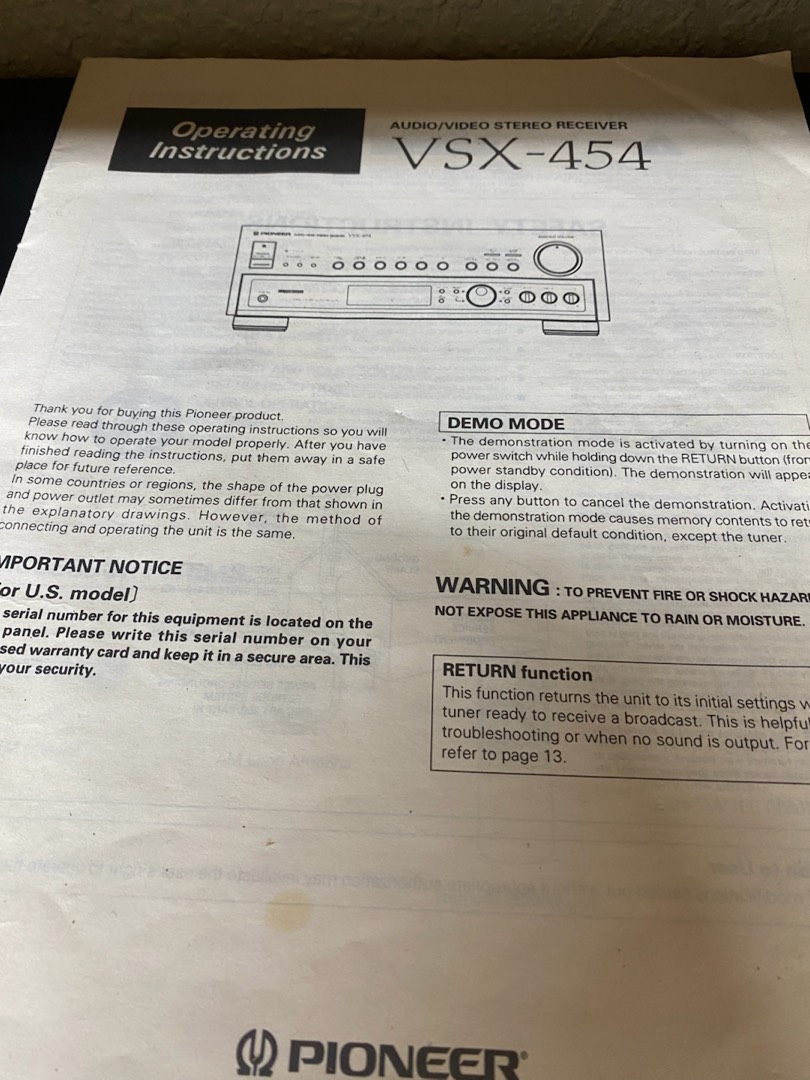 Operating
Instructions
AUDIO/VIDEO STEREO RECEIVER
VSX-454
PIONEER
Thank you for buying this Pioneer product.
Please read through these operating instructions so you will
know how to operate your model properly. After you have
finished reading the instructions, put them away in a safe
place for future reference.
In some countries or regions, the shape of the power plug
and power outlet may sometimes differ from that shown in
the explanatory drawings. However, the method of
connecting and operating the unit is the same.
MPORTANT NOTICE
or U.S. model]
serial number for this equipment is located on the
panel. Please write this serial number on your
sed warranty card and keep it in a secure area. This
your security.
DEMO MODE
• The demonstration mode is activated by turning on the
power switch while holding down the RETURN button (from
power standby condition). The demonstration will appea
on the display.
• Press any button to cancel the demonstration. Activati
the demonstration mode causes memory contents to ret
to their original default condition, except the tuner.
WARNING : TO PREVENT FIRE OR SHOCK HAZAR
NOT EXPOSE THIS APPLIANCE TO RAIN OR MOISTURE.
RETURN function
This function returns the unit to its initial settings w
tuner ready to receive a broadcast. This is helpful
troubleshooting or when no sound is output. For
refer to page 13.
PIONEER®